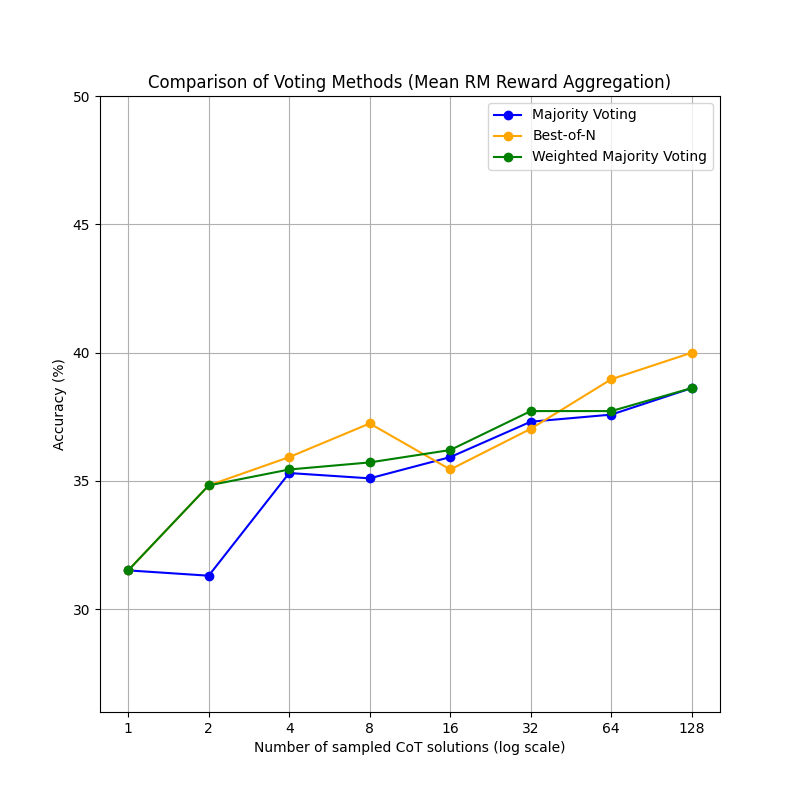 Comparison of Voting Methods (Mean RM Reward Aggregation)
Majority Voting
Best-of-N
Weighted Majority Voting
Accuracy (%)
50
45
40
35
30
1 2 4 8 16 32 64 128
Number of sampled CoT solutions (log scale)